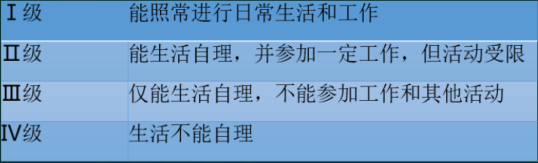 Ⅰ级 能照常进行日常生活和工作
Ⅱ级 能生活自理，并参加一定工作，但活动受限
Ⅲ级 仅能生活自理，不能参加工作和其他活动
Ⅳ级 生活不能自理